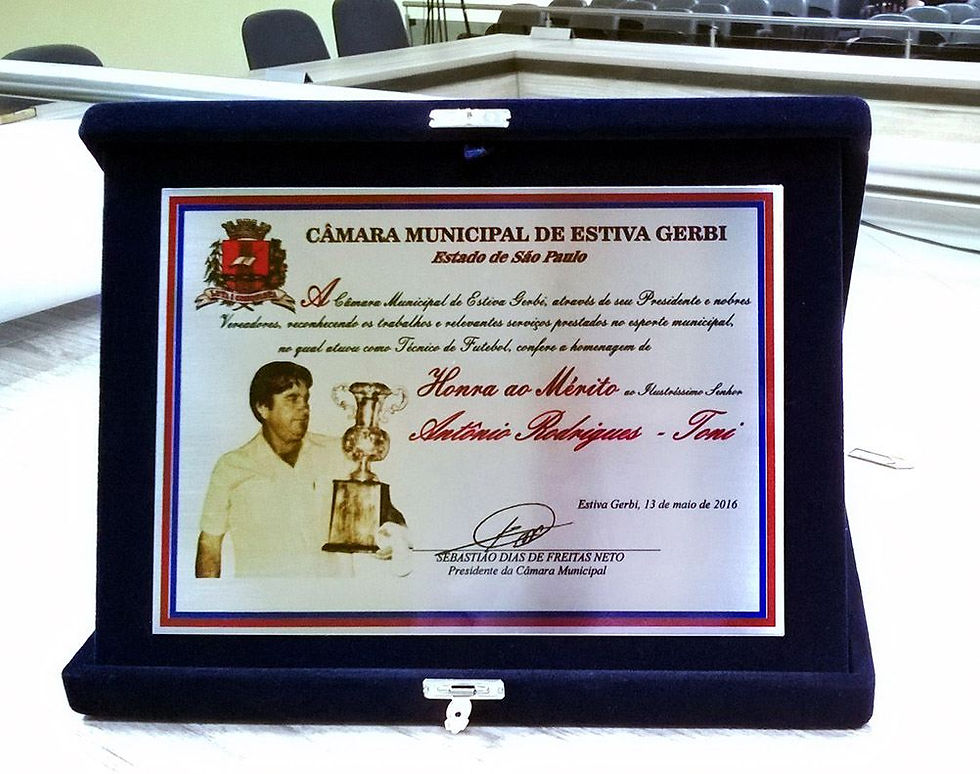 CÂMARA MUNICIPAL DE ESTIVA GERBI
Estado de São Paulo
A Câmara Municipal de Estiva Gerbi, através de seu Presidente e nobres
Vereadores, reconhecendo os trabalhos e relevantes serviços prestados no esporte municipal,
no qual atuou como Técnico de Futebol, confere a homenagem de
Honra ao Mérito ao Ilustríssimo Senhor
Antônio Rodrigues - Toni
Estiva Gerbi, 13 de maio de 2016
SEBASTIÃO DIAS DE FREITAS NETO
Presidente da Câmara Municipal